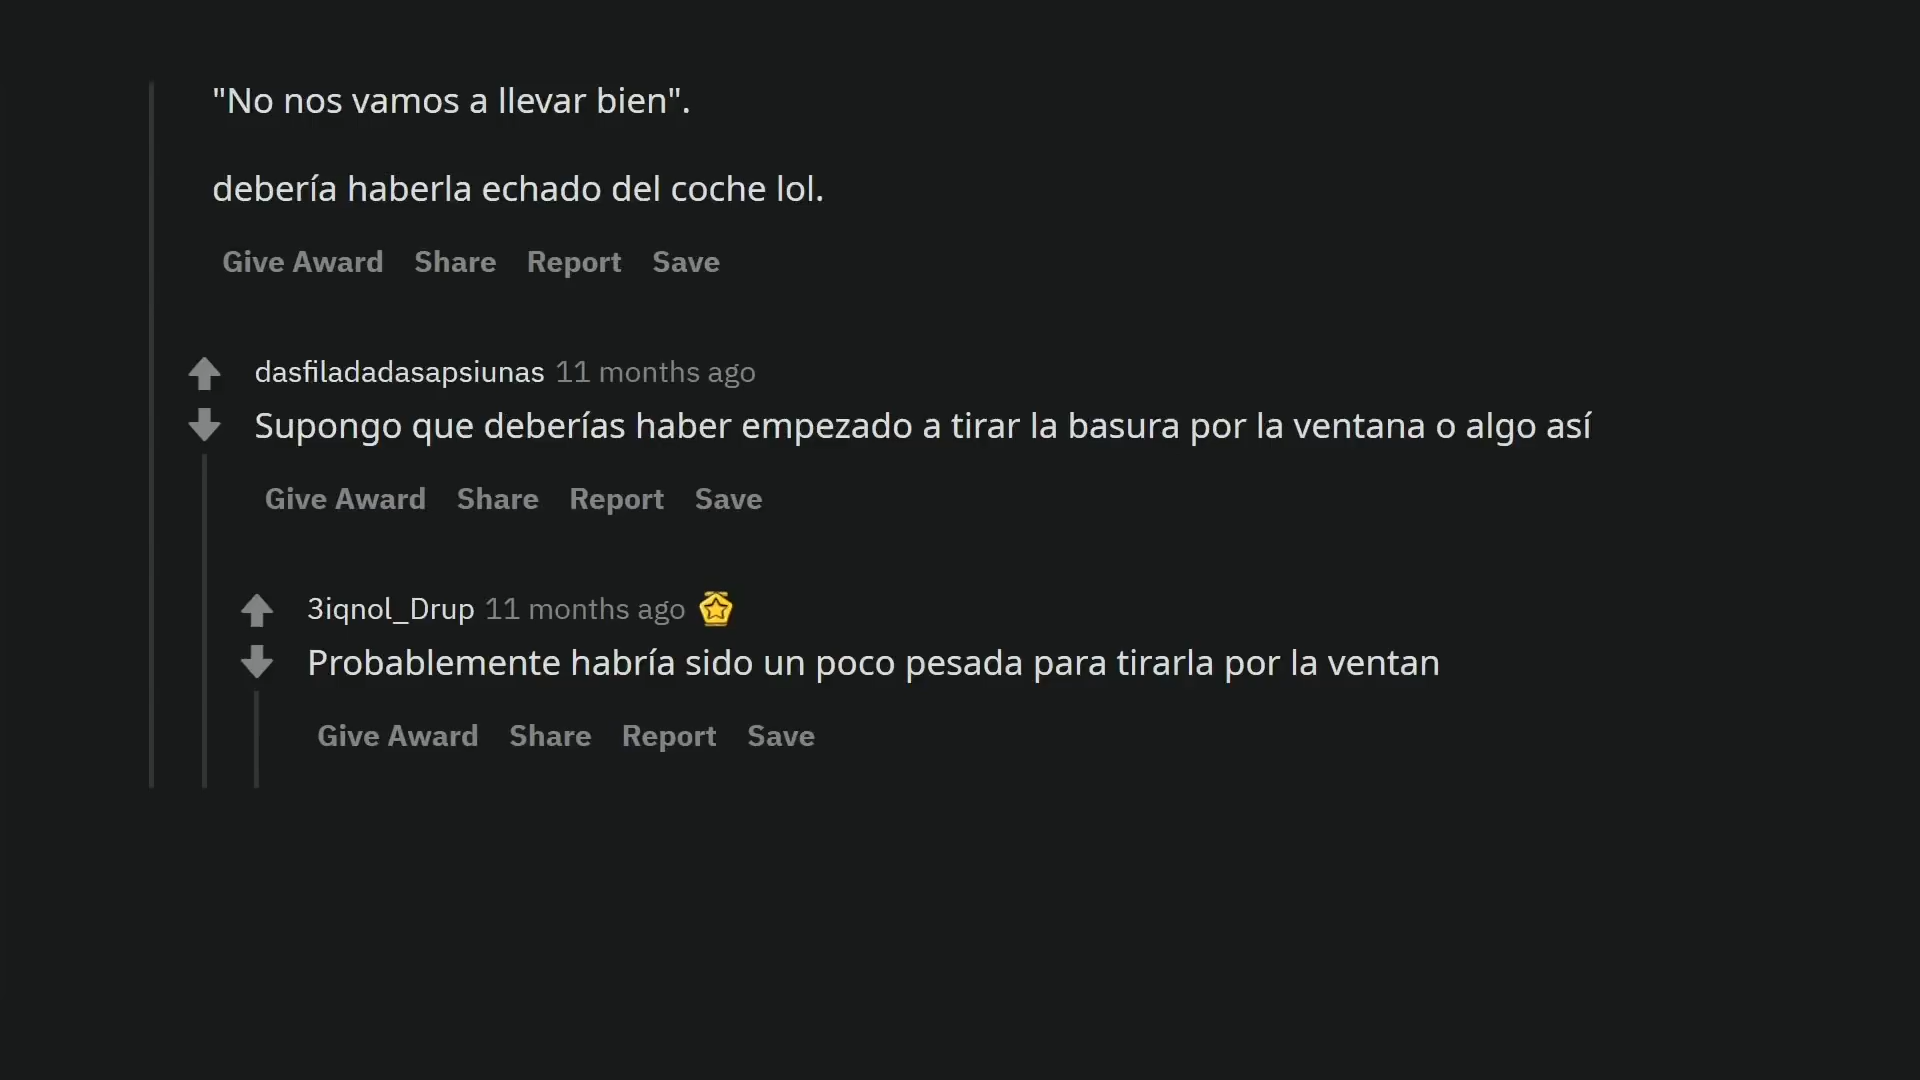 "No nos vamos a llevar bien".
debería haberla echado del coche lol.
Give Award Share Report Save
dasfiladadasapsiunas 11 months ago
Supongo que deberías haber empezado a tirar la basura por la ventana o algo así
Give Award Share Report Save
3iqnol_Drup 11 months ago
Probablemente habría sido un poco pesada para tirarla por la ventan
Give Award Share Report Save